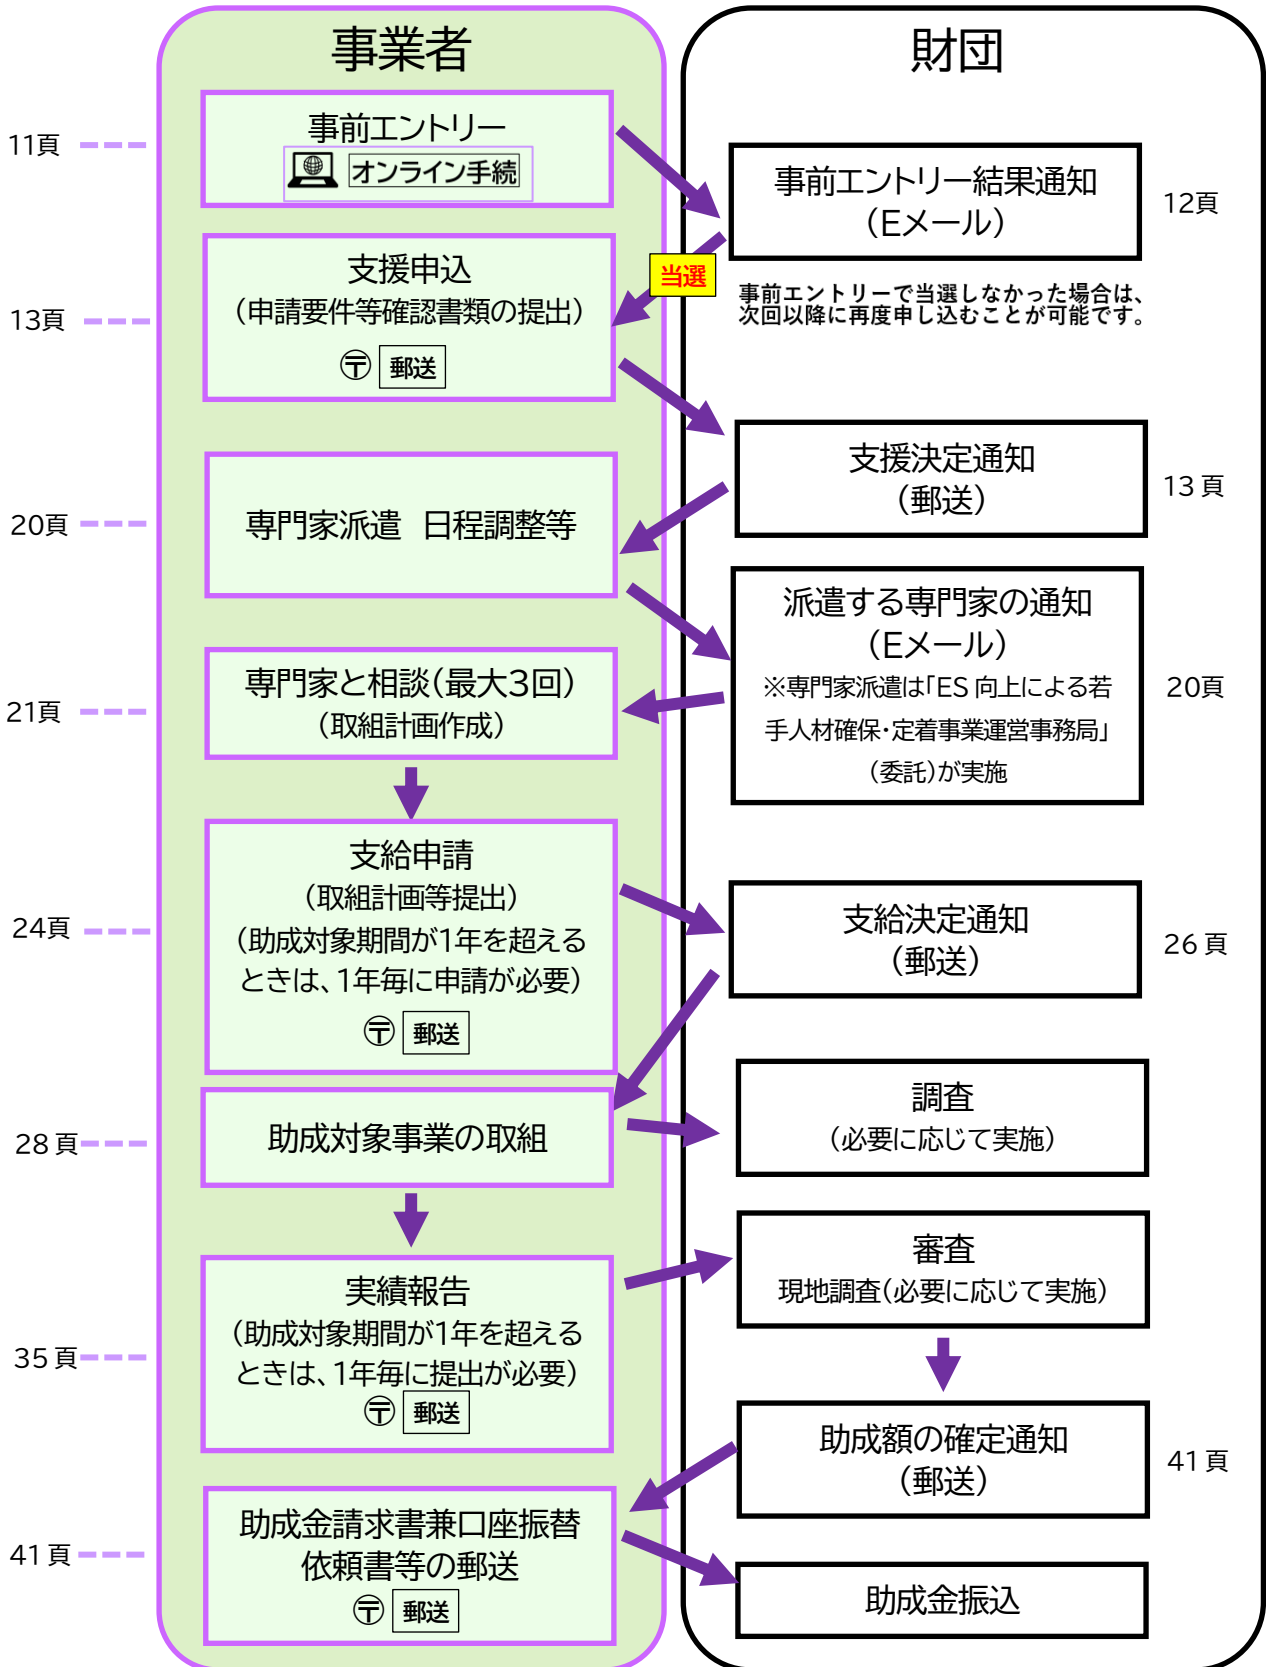 事業者
財団
11頁
事前エントリー
オンライン手続
事前エントリー結果通知
（Eメール）
12頁
当選
事前エントリーで当選しなかった場合は、
次回以降に再度申し込むことが可能です。
13頁
支援申込
（申請要件等確認書類の提出）
〒 郵送
支援決定通知
（郵送）
13頁
20頁
専門家派遣 日程調整等
派遣する専門家の通知
（Eメール）
※専門家派遣は「ES向上による若
手人材確保・定着事業運営事務局」
（委託）が実施
20頁
21頁
専門家と相談（最大3回）
（取組計画作成）
24頁
支給申請
（取組計画等提出）
（助成対象期間が1年を超える
ときは、1年毎に申請が必要）
〒 郵送
支給決定通知
（郵送）
26頁
28頁
助成対象事業の取組
調査
（必要に応じて実施）
35頁
実績報告
（助成対象期間が1年を超える
ときは、1年毎に提出が必要）
〒 郵送
審査
現地調査（必要に応じて実施）
助成額の確定通知
（郵送）
41頁
41頁
助成金請求書兼口座振替
依頼書等の郵送
〒 郵送
助成金振込